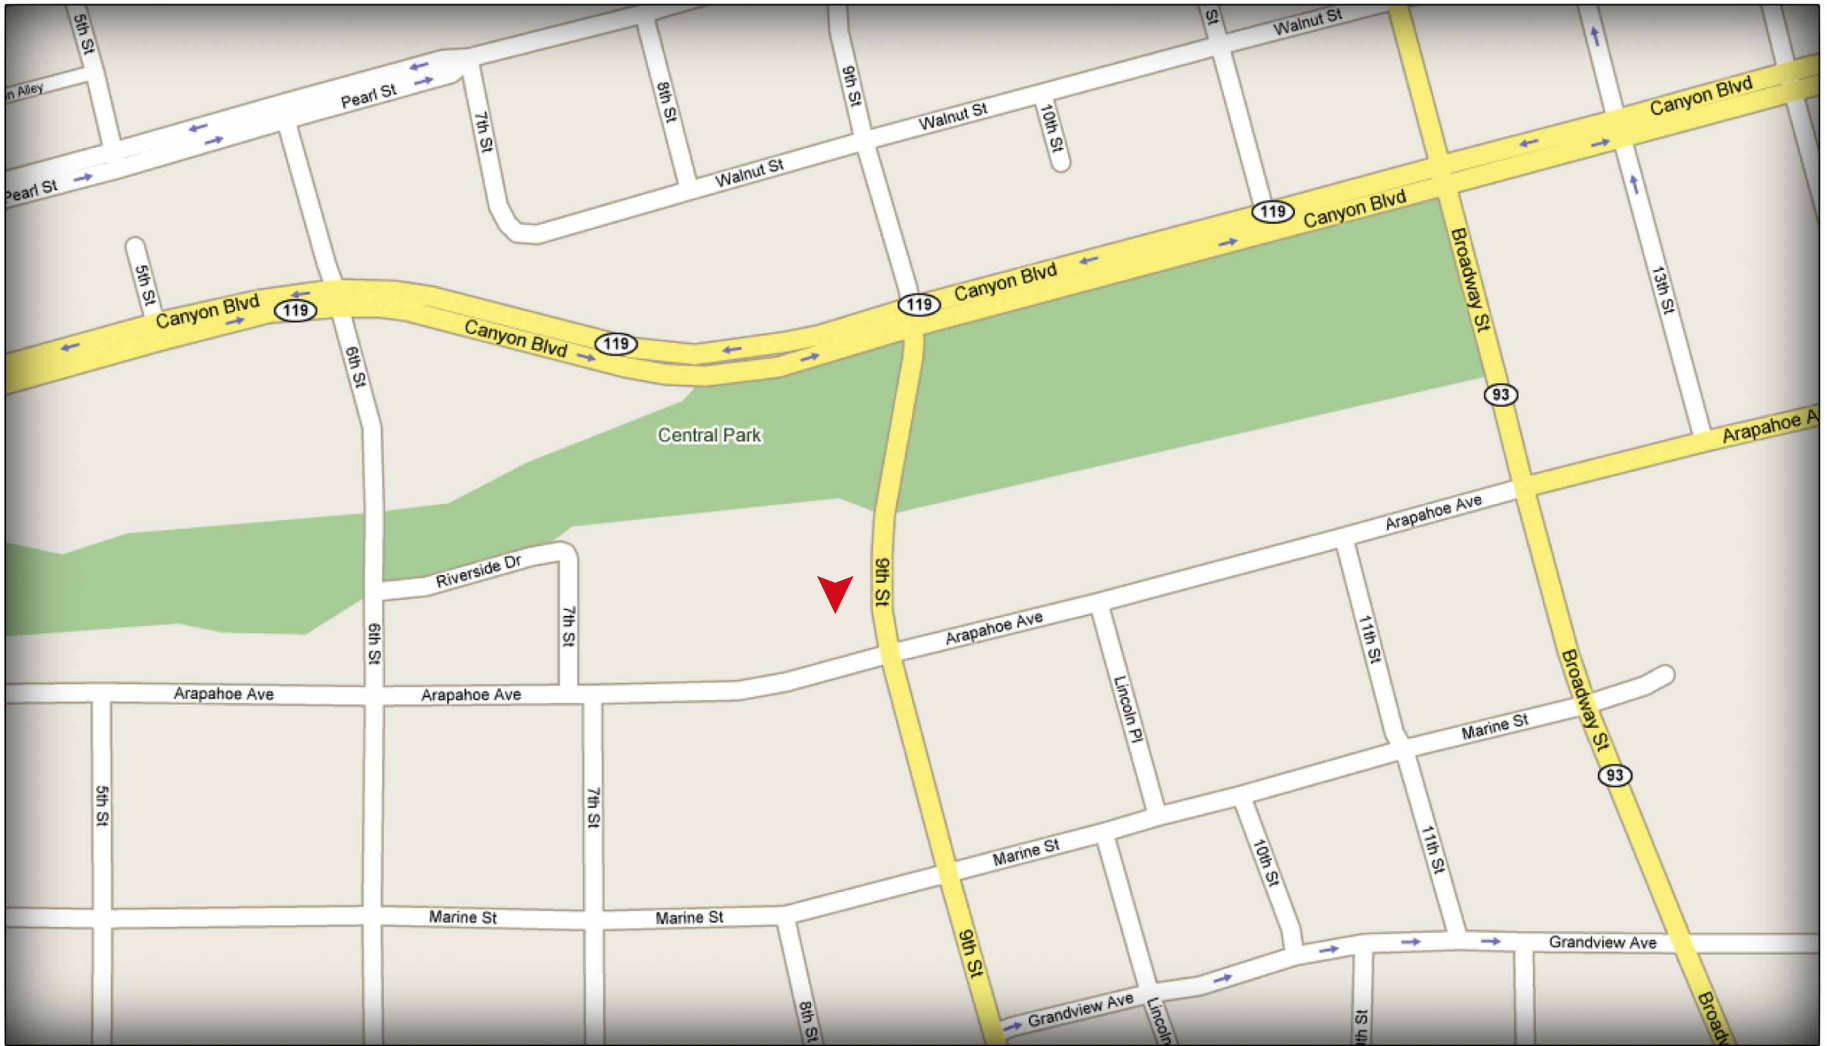 5th St
St
Walnut St
n Alley
Pearl St
8th St
9th St
Canyon Blvd
7th St
Walnut St
10th St
Walnut St
Pearl St
Canyon Blvd
119
5th St
Broadway St
13th St
Canyon Blvd
119
Canyon Blvd
119
Canyon Blvd
119
6th St
93
Arapahoe A
Central Park
Arapahoe Ave
Riverside Dr
9th St
7th St
6th St
Arapahoe Ave
11th St
Arapahoe Ave
Arapahoe Ave
Lincoln Pl
Broadway St
Marine St
93
5th St
7th St
Marine St
10th St
11th St
Marine St
Marine St
9th St
Grandview Ave
8th St
Grandview Ave
Lincoln
th St
Broadw